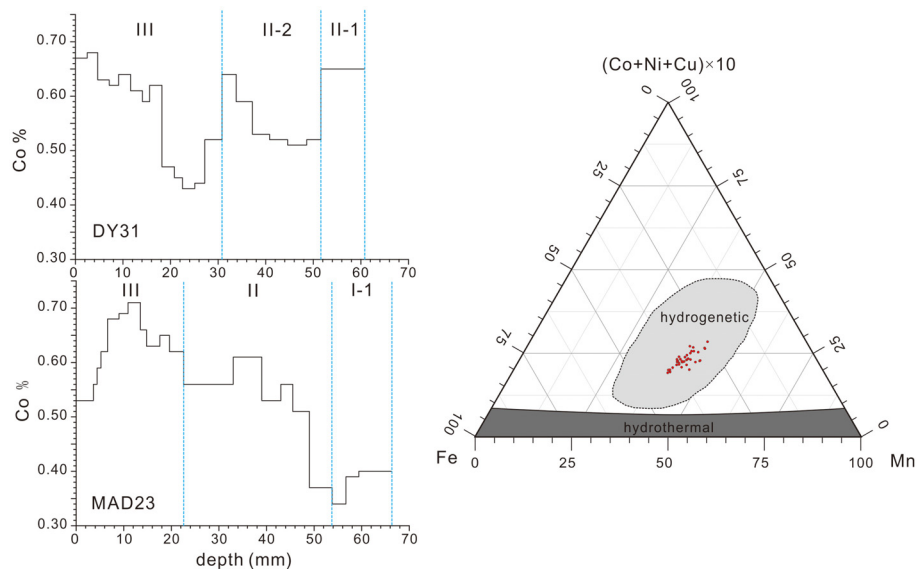 III II-2 II-1
0.70
0.60
0.50
0.40
0.30
Co %
DY31
0 10 20 30 40 50 60 70
III II I-1
0.70
0.60
0.50
0.40
0.30
Co %
MAD23
0 10 20 30 40 50 60 70
depth (mm)
(Co+Ni+Cu)×10
0 100
25 75
50 50
75 25
100 0
hydrogenetic
hydrothermal
Fe Mn
0 25 50 75 100